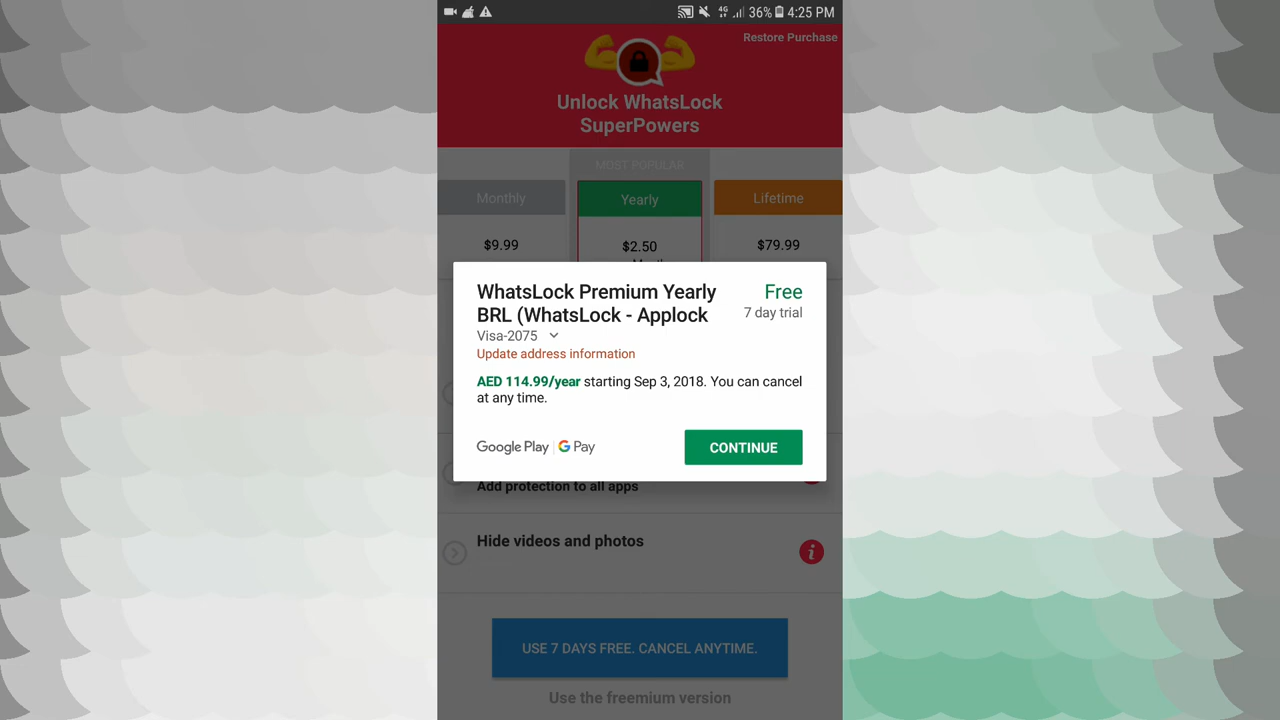 4G 36% 4:25 PM
Restore Purchase
Unlock WhatsLock
SuperPowers
MOST POPULAR
Monthly
Yearly
Lifetime
$9.99
$2.50
$79.99
WhatsLock Premium Yearly
BRL (WhatsLock - Applock
Free
7 day trial
Visa-2075
Update address information
AED 114.99/year starting Sep 3, 2018. You can cancel
at any time.
Google Play G Pay
CONTINUE
Add protection to all apps
Hide videos and photos
USE 7 DAYS FREE. CANCEL ANYTIME.
Use the freemium version